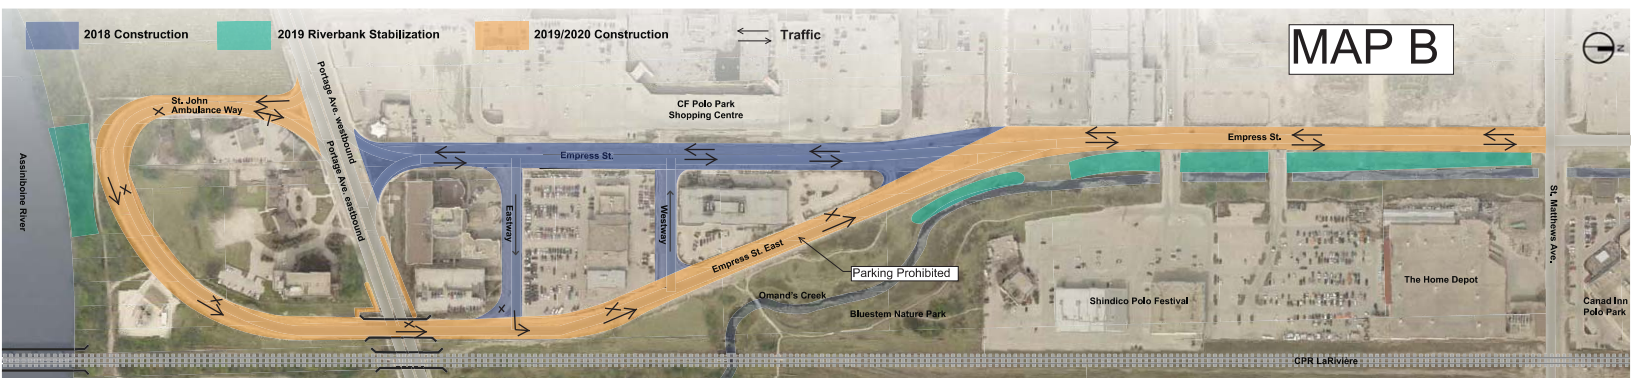 2018 Construction
2019 Riverbank Stabilization
2019/2020 Construction
Traffic
MAP B
N
St. John
Ambulance Way
Portage Ave. westbound
Portage Ave. eastbound
CF Polo Park
Shopping Centre
Empress St.
Empress St.
Assiniboine River
Eastway
Westway
Empress St. East
Parking Prohibited
Omand's Creek
Bluestem Nature Park
Shindico Polo Festival
The Home Depot
St. Matthews Ave.
Canad Inn
Polo Park
CPR LaRivière